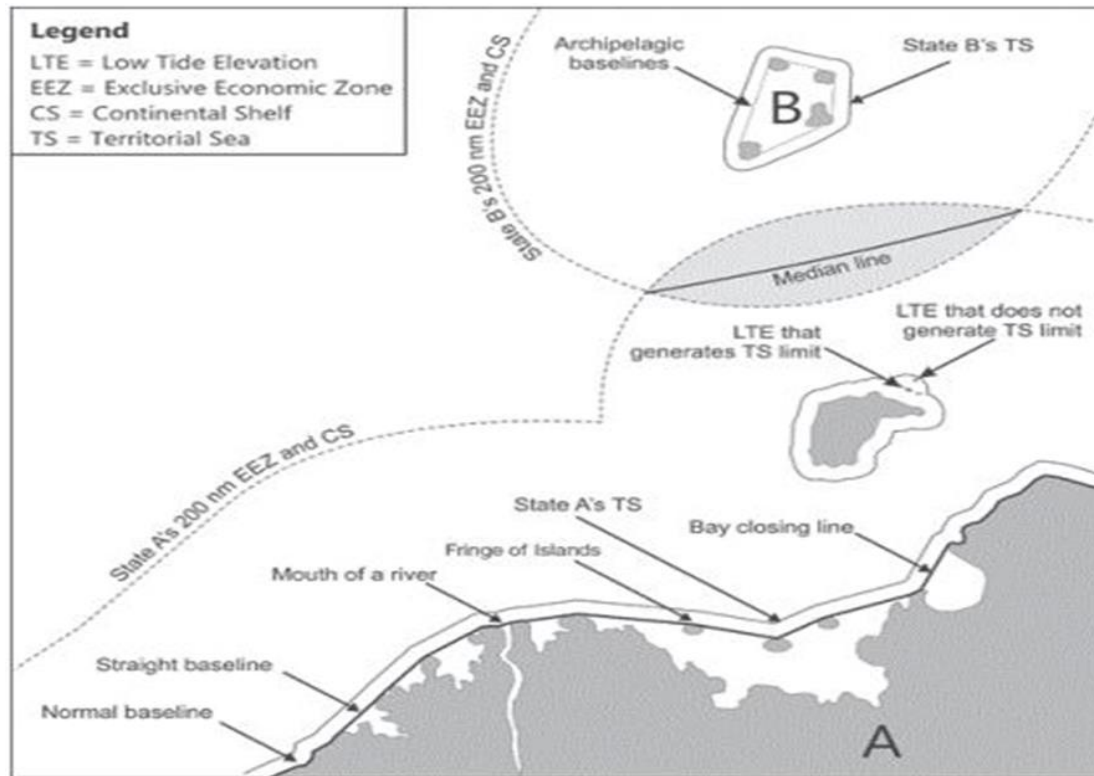 Legend
LTE = Low Tide Elevation
EEZ = Exclusive Economic Zone
CS = Continental Shelf
TS = Territorial Sea
Archipelagic
baselines
State B's TS
B
State B's 200 nm EEZ and CS
Median line
LTE that does not
generate TS limit
LTE that
generates TS limit
State A's 200 nm EEZ and CS
State A's TS
Bay closing line
Fringe of Islands
Mouth of a river
Straight baseline
Normal baseline
A